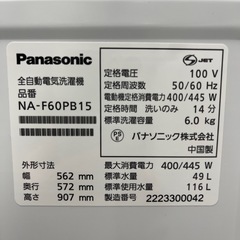 Panasonic
全自動電気洗濯機
品番
NA-F60PB15
外形寸法
幅 562 mm
奥行 572 mm
高さ 907 mm
JET
定格電圧 100 V
定格周波数 50/60 Hz
電動機定格消費電力 400/445 W
定格時間 洗いのみ 14 分
標準洗濯容量 6.0 kg
PS E
パナソニック株式会社
中国製
最大消費電力 400/445 W
標準水量 49 L
標準使用水量 116 L
製造番号 2223300042